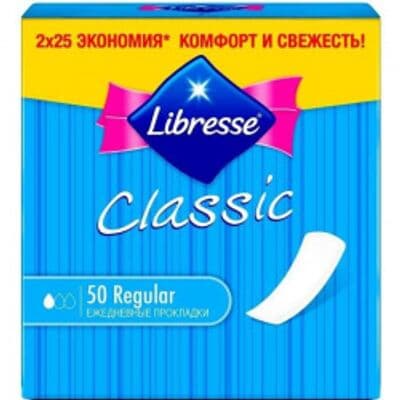 2x25 ЭКОНОМИЯ* КОМФОРТ И СВЕЖЕСТЬ!
Libresse®
Classic
50 Regular
ЕЖЕДНЕВНЫЕ ПРОКЛАДКИ